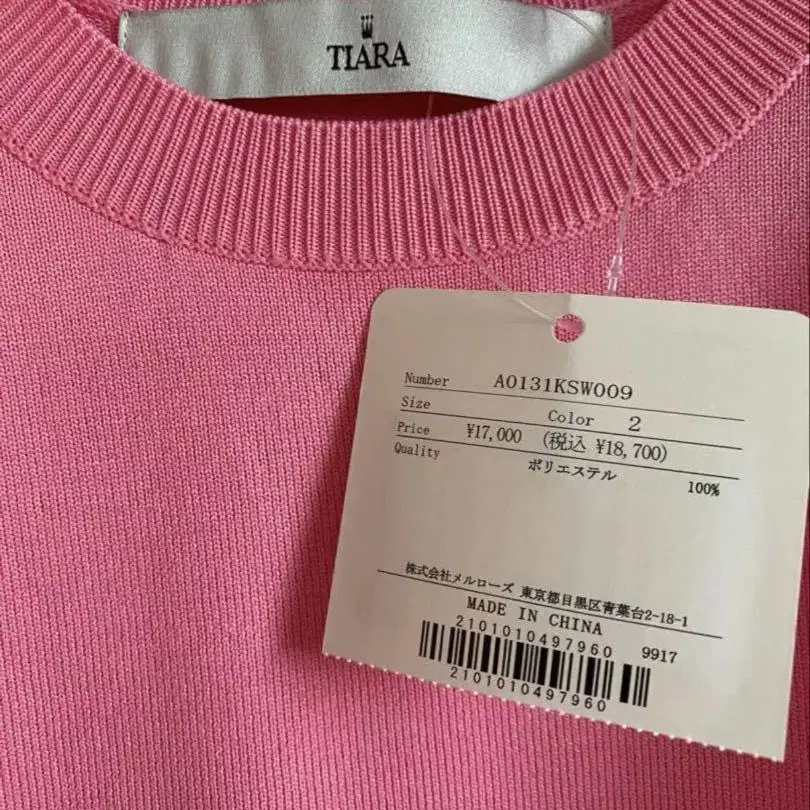 TIARA
Number A0131KSW009
Size Color 2
Price ¥17,000 (税込 ¥18,700)
Quality ポリエステル 100%
株式会社メルローズ 東京都目黒区青葉台2-18-1
MADE IN CHINA
2101010497960 9917
2101010497960